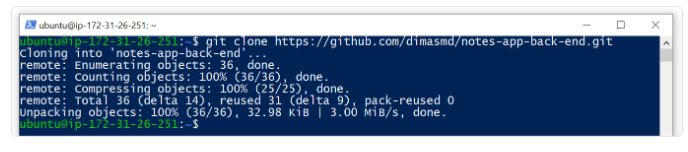 ubuntu@ip-172-31-26-251: ~
ubuntu@ip-172-31-26-251:~$ git clone https://github.com/dimasmd/notes-app-back-end.git
Cloning into 'notes-app-back-end'...
remote: Enumerating objects: 36, done.
remote: Counting objects: 100% (36/36), done.
remote: Compressing objects: 100% (25/25), done.
remote: Total 36 (delta 14), reused 31 (delta 9), pack-reused 0
Unpacking objects: 100% (36/36), 32.98 KiB | 3.00 MiB/s, done.
ubuntu@ip-172-31-26-251:~$